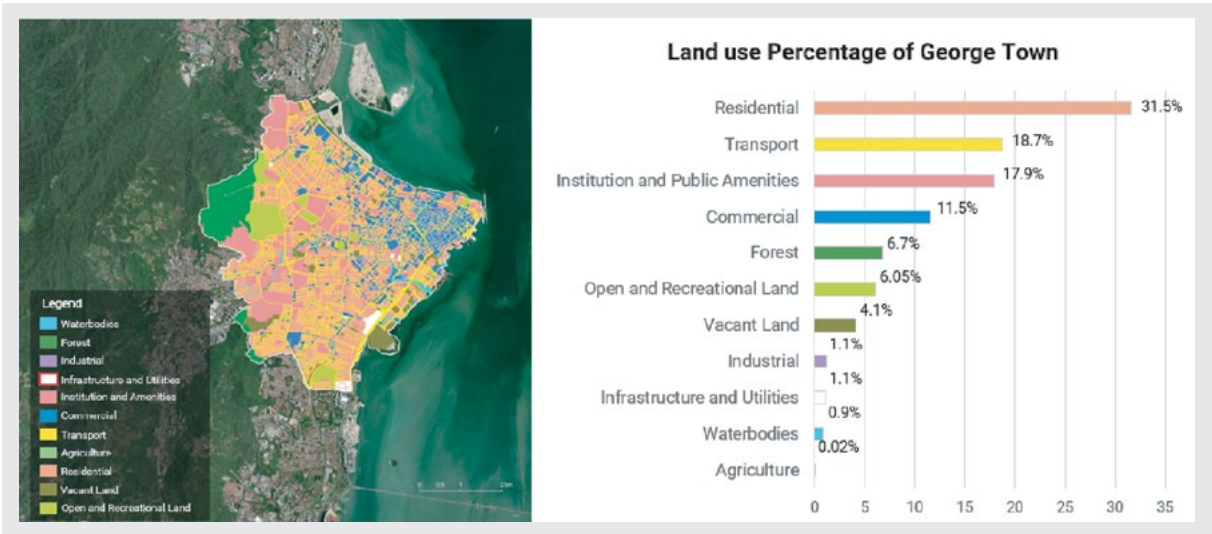 Land use Percentage of George Town
Residential 31.5%
Transport 18.7%
Institution and Public Amenities 17.9%
Commercial 11.5%
Forest 6.7%
Open and Recreational Land 6.05%
Vacant Land 4.1%
Industrial 1.1%
Infrastructure and Utilities 1.1%
Waterbodies 0.9%
Agriculture 0.02%
0 5 10 15 20 25 30 35
Legend
Waterbodies
Forest
Industrial
Infrastructure and Utilities
Institution and Amenities
Commercial
Transport
Agriculture
Residential
Vacant Land
Open and Recreational Land